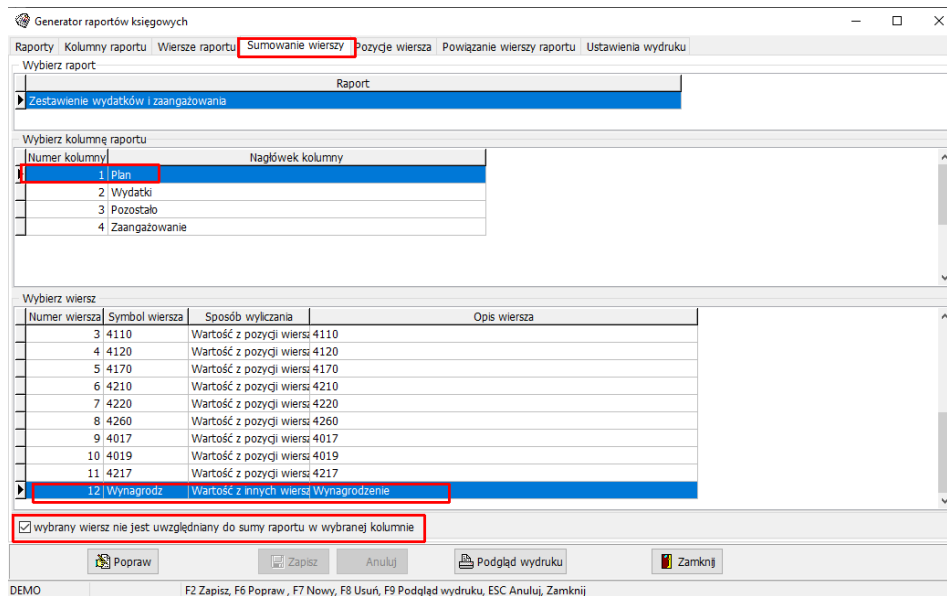 Generator raportów księgowych
Raporty Kolumny raportu Wiersze raportu Sumowanie wierszy Pozycje wiersza Powiązanie wierszy raportu Ustawienia wydruku
Wybierz raport
Raport
Zestawienie wydatków i zaangażowania
Wybierz kolumnę raportu
Numer kolumny Nagłówek kolumny
1 Plan
2 Wydatki
3 Pozostało
4 Zaangażowanie
Wybierz wiersz
Numer wiersza Symbol wiersza Sposób wyliczania Opis wiersza
3 4110 Wartość z pozycji wiersz 4110
4 4120 Wartość z pozycji wiersz 4120
5 4170 Wartość z pozycji wiersz 4170
6 4210 Wartość z pozycji wiersz 4210
7 4220 Wartość z pozycji wiersz 4220
8 4260 Wartość z pozycji wiersz 4260
9 4017 Wartość z pozycji wiersz 4017
10 4019 Wartość z pozycji wiersz 4019
11 4217 Wartość z pozycji wiersz 4217
12 Wynagrodz Wartość z innych wiersz Wynagrodzenie
wybrany wiersz nie jest uwzględniany do sumy raportu w wybranej kolumnie
Popraw Zapisz Anuluj Podgląd wydruku Zamknij
DEMO F2 Zapisz, F6 Popraw , F7 Nowy, F8 Usuń, F9 Podgląd wydruku, ESC Anuluj, Zamknij